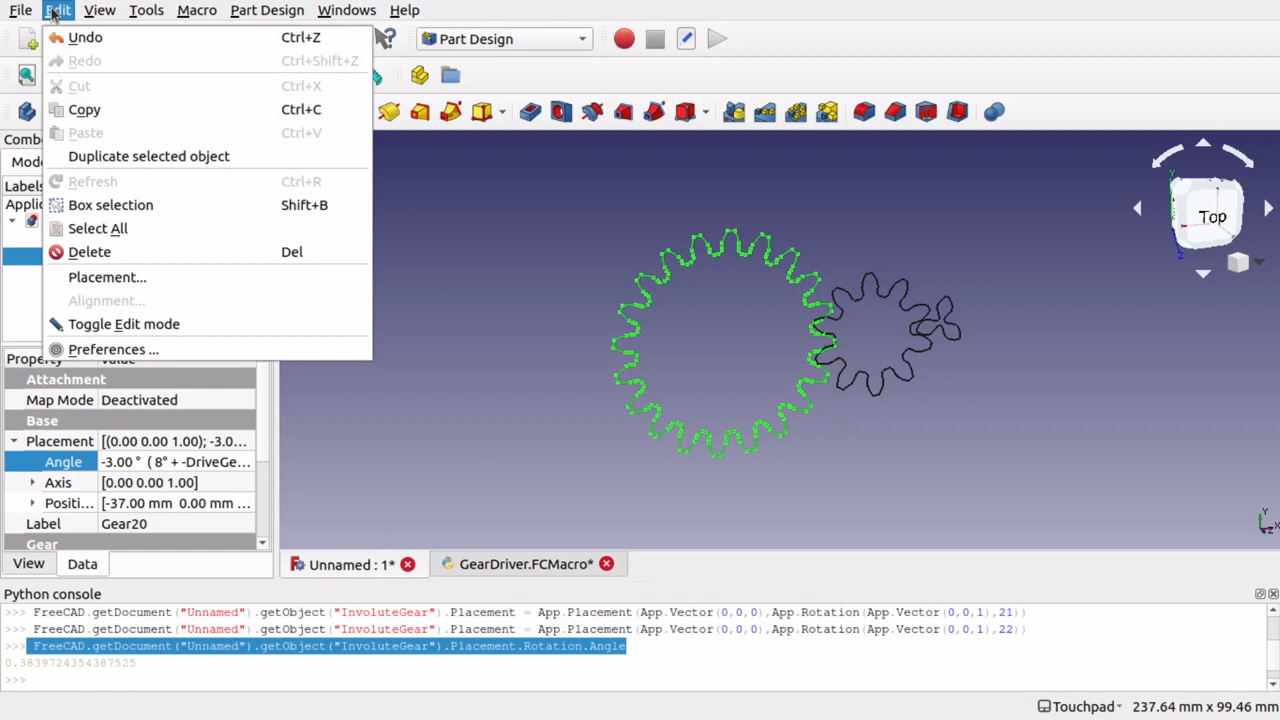 File Edit View Tools Macro Part Design Windows Help
Undo Ctrl+Z
Redo Ctrl+Shift+Z
Cut Ctrl+X
Copy Ctrl+C
Paste Ctrl+V
Duplicate selected object
Refresh Ctrl+R
Box selection Shift+B
Select All
Delete Del
Placement...
Alignment...
Toggle Edit mode
Preferences ...
Part Design
Top
Y
Z
Labels
Property Value
Attachment
Map Mode Deactivated
Base
Placement [(0.00 0.00 1.00); -3.0...
Angle -3.00 ° ( 8° + -DriveGe...
Axis [0.00 0.00 1.00]
Positi... [-37.00 mm 0.00 mm ...
Label Gear20
Gear
View Data
Unnamed : 1* GearDriver.FCMacro*
Python console
>>> FreeCAD.getDocument("Unnamed").getObject("InvoluteGear").Placement = App.Placement(App.Vector(0,0,0),App.Rotation(App.Vector(0,0,1),21))
>>> FreeCAD.getDocument("Unnamed").getObject("InvoluteGear").Placement = App.Placement(App.Vector(0,0,0),App.Rotation(App.Vector(0,0,1),22))
>>> FreeCAD.getDocument("Unnamed").getObject("InvoluteGear").Placement.Rotation.Angle
0.3839724354387525
>>>
Touchpad 237.64 mm x 99.46 mm